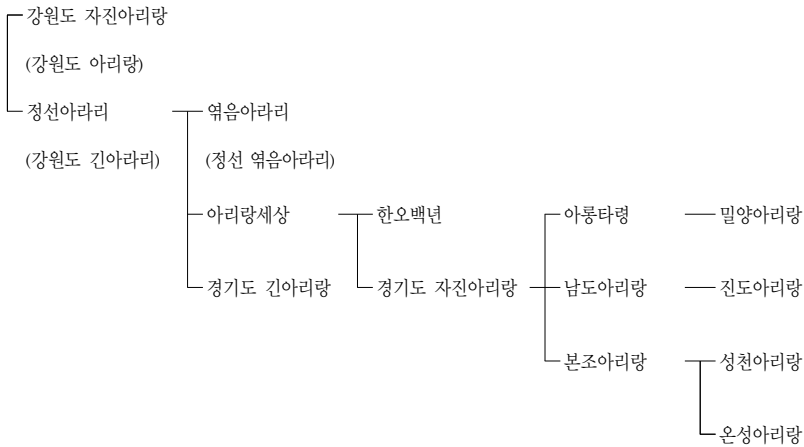 강원도 자진아리랑
(강원도 아리랑)
정선아라리 엮음아라리
(강원도 긴아라리) (정선 엮음아라리)
아리랑세상 한오백년 아롱타령 밀양아리랑
경기도 긴아리랑 경기도 자진아리랑 남도아리랑 진도아리랑
본조아리랑 성천아리랑
온성아리랑